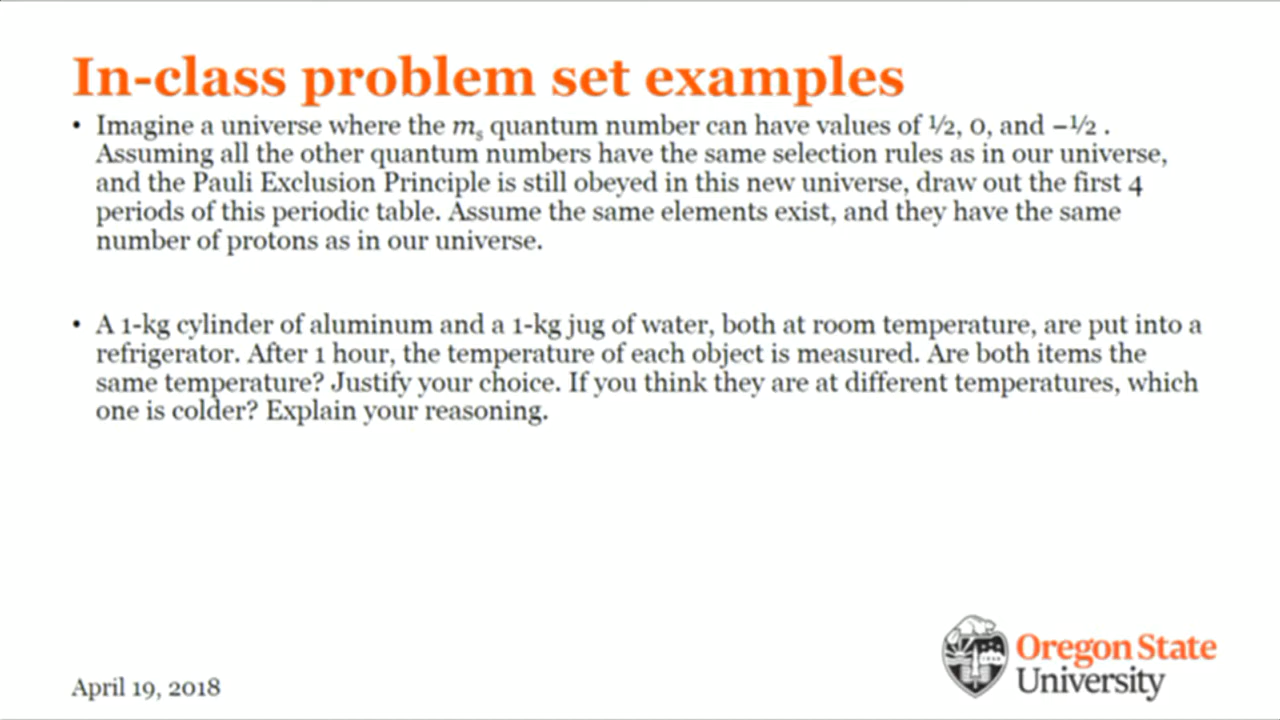 In-class problem set examples
• Imagine a universe where the mₛ quantum number can have values of ½, 0, and –½ .
Assuming all the other quantum numbers have the same selection rules as in our universe,
and the Pauli Exclusion Principle is still obeyed in this new universe, draw out the first 4
periods of this periodic table. Assume the same elements exist, and they have the same
number of protons as in our universe.
• A 1-kg cylinder of aluminum and a 1-kg jug of water, both at room temperature, are put into a
refrigerator. After 1 hour, the temperature of each object is measured. Are both items the
same temperature? Justify your choice. If you think they are at different temperatures, which
one is colder? Explain your reasoning.
April 19, 2018
Oregon State
University